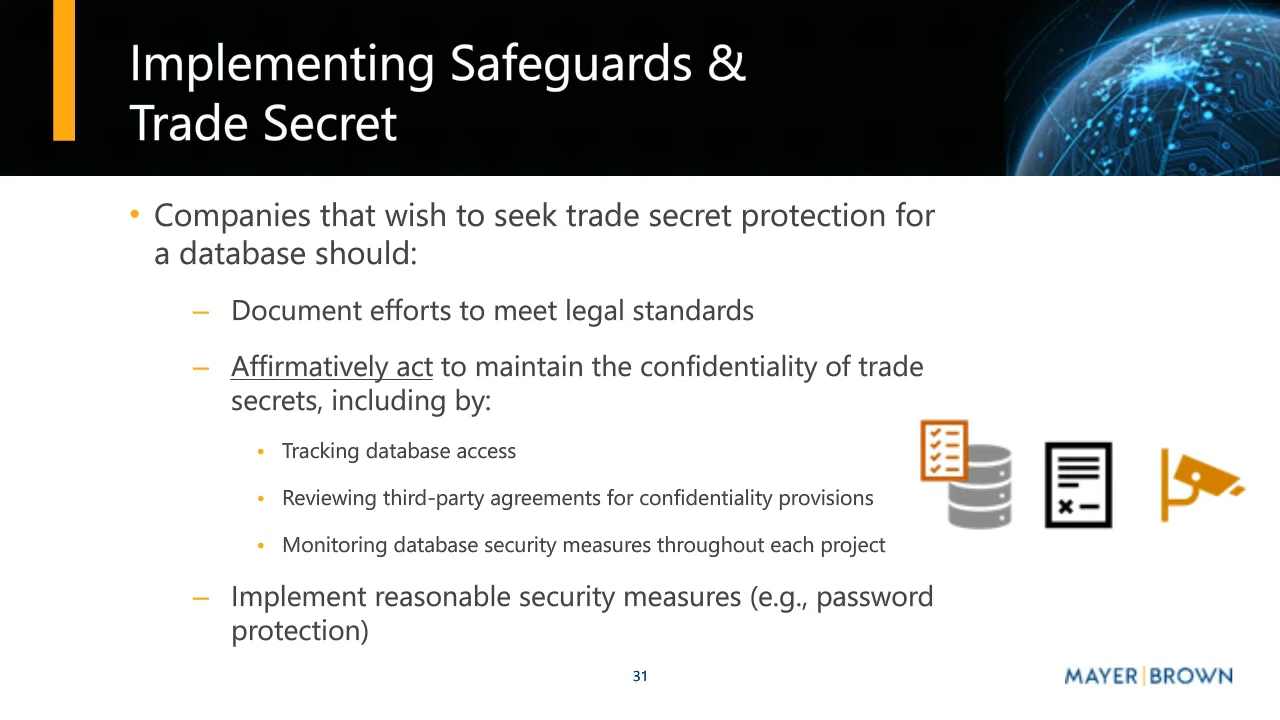 Implementing Safeguards &
Trade Secret
• Companies that wish to seek trade secret protection for
a database should:
– Document efforts to meet legal standards
– Affirmatively act to maintain the confidentiality of trade
secrets, including by:
• Tracking database access
• Reviewing third-party agreements for confidentiality provisions
• Monitoring database security measures throughout each project
– Implement reasonable security measures (e.g., password
protection)
31
MAYER | BROWN